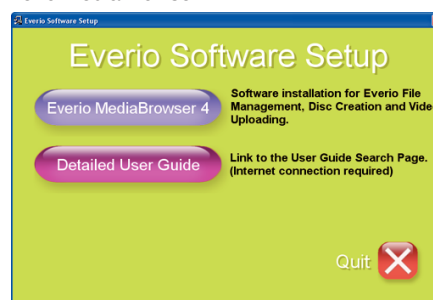 Everio Software Setup
Everio Software Setup
Everio MediaBrowser 4
Software installation for Everio File
Management, Disc Creation and Vide
Uploading.
Detailed User Guide
Link to the User Guide Search Page.
(Internet connection required)
Quit